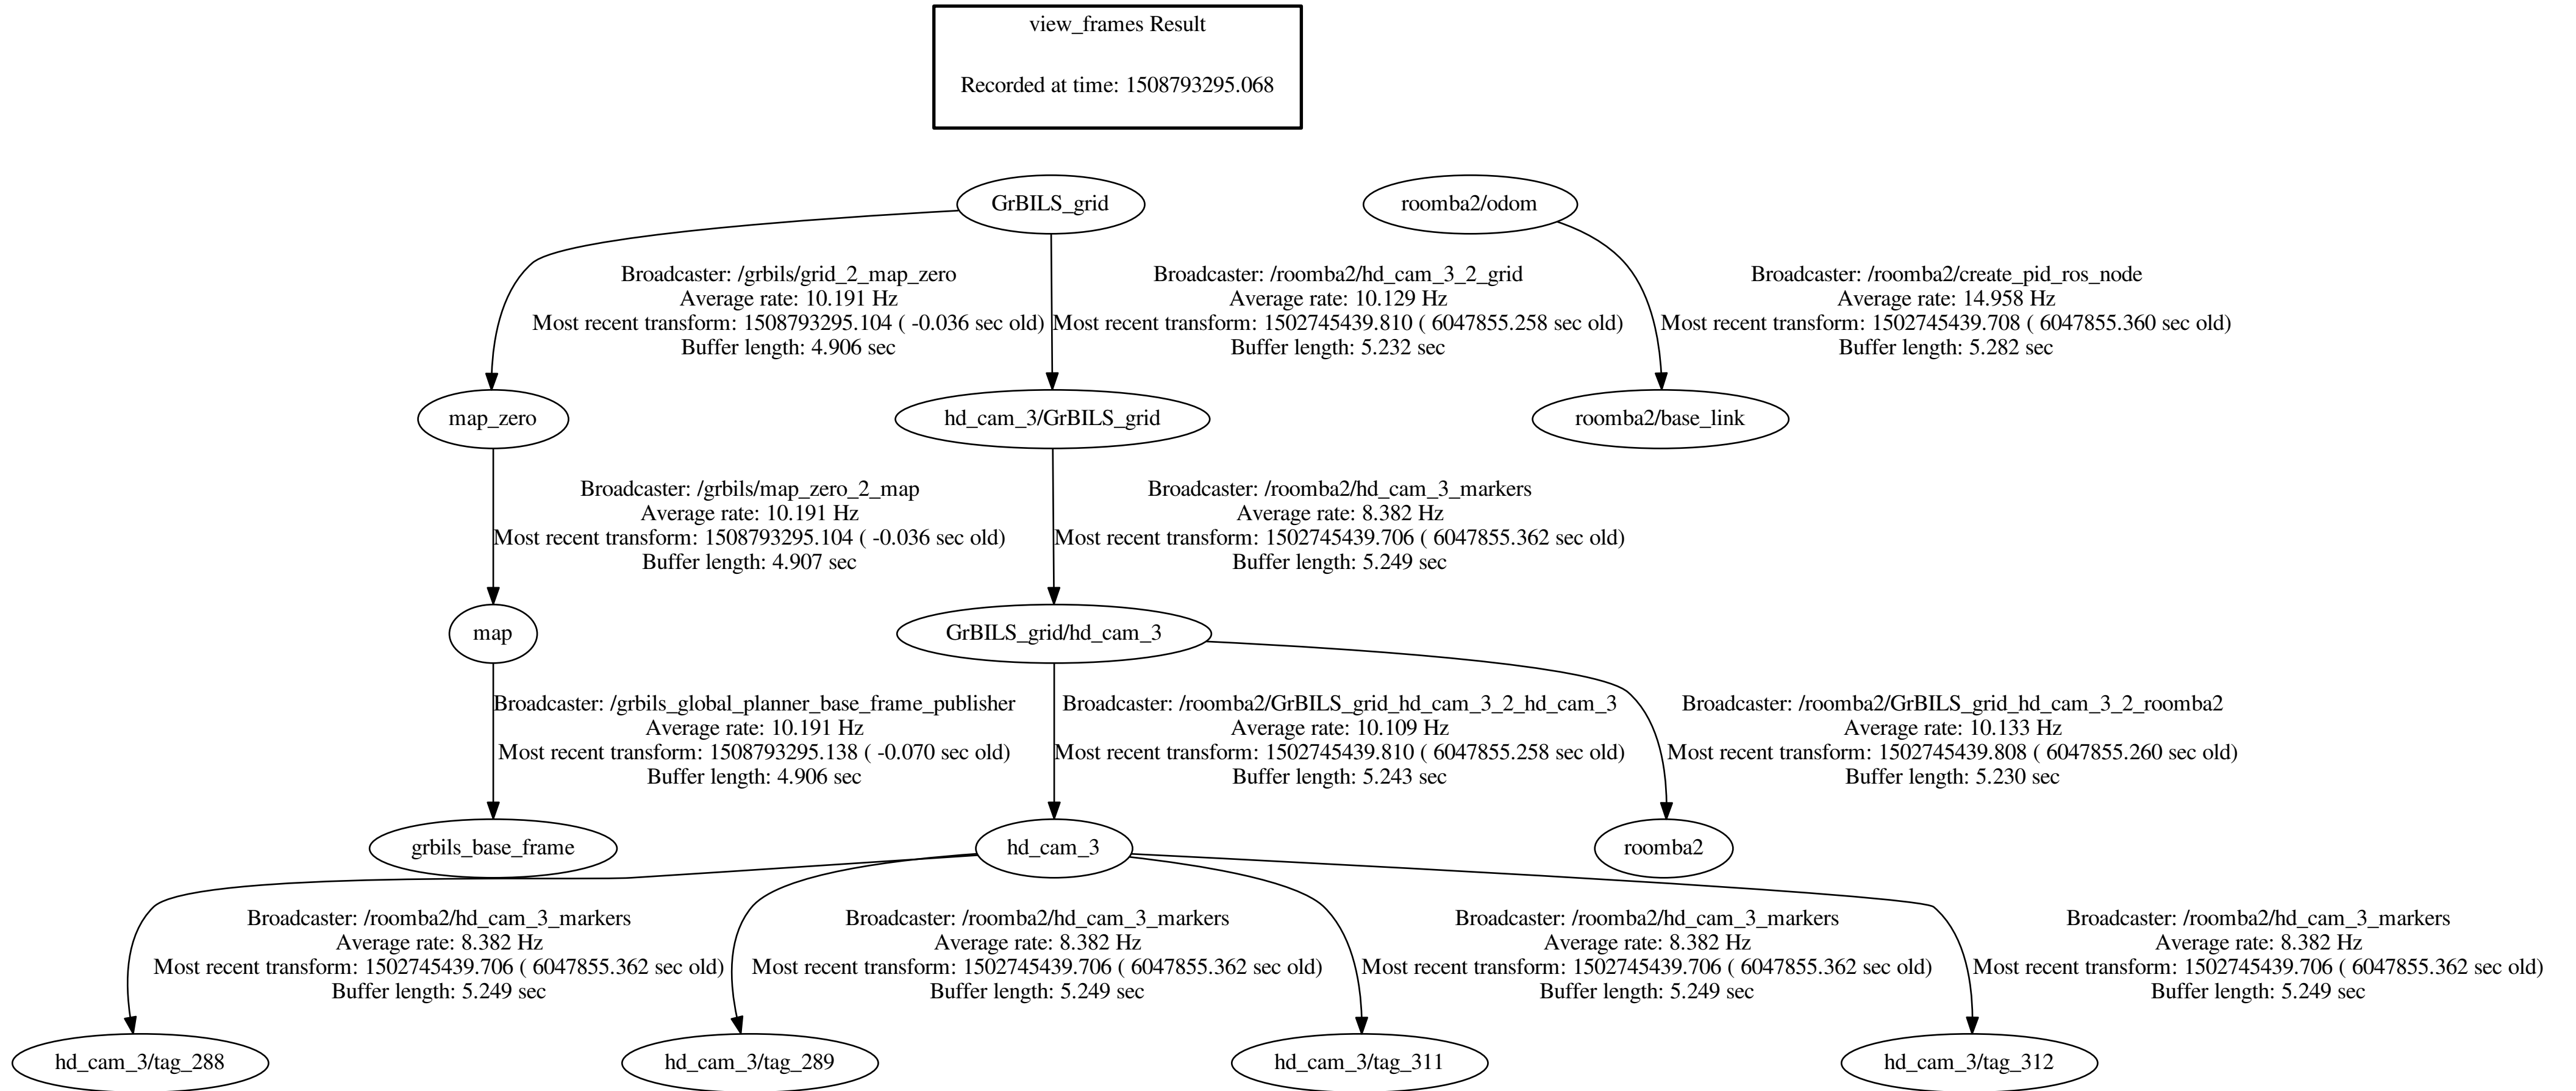 view_frames Result
Recorded at time: 1508793295.068
GrBILS_grid
roomba2/odom
Broadcaster: /grbils/grid_2_map_zero
Average rate: 10.191 Hz
Most recent transform: 1508793295.104 ( -0.036 sec old)
Buffer length: 4.906 sec
Broadcaster: /roomba2/hd_cam_3_2_grid
Average rate: 10.129 Hz
Most recent transform: 1502745439.810 ( 6047855.258 sec old)
Buffer length: 5.232 sec
Broadcaster: /roomba2/create_pid_ros_node
Average rate: 14.958 Hz
Most recent transform: 1502745439.708 ( 6047855.360 sec old)
Buffer length: 5.282 sec
map_zero
hd_cam_3/GrBILS_grid
roomba2/base_link
Broadcaster: /grbils/map_zero_2_map
Average rate: 10.191 Hz
Most recent transform: 1508793295.104 ( -0.036 sec old)
Buffer length: 4.907 sec
Broadcaster: /roomba2/hd_cam_3_markers
Average rate: 8.382 Hz
Most recent transform: 1502745439.706 ( 6047855.362 sec old)
Buffer length: 5.249 sec
map
GrBILS_grid/hd_cam_3
Broadcaster: /grbils_global_planner_base_frame_publisher
Average rate: 10.191 Hz
Most recent transform: 1508793295.138 ( -0.070 sec old)
Buffer length: 4.906 sec
Broadcaster: /roomba2/GrBILS_grid_hd_cam_3_2_hd_cam_3
Average rate: 10.109 Hz
Most recent transform: 1502745439.810 ( 6047855.258 sec old)
Buffer length: 5.243 sec
Broadcaster: /roomba2/GrBILS_grid_hd_cam_3_2_roomba2
Average rate: 10.133 Hz
Most recent transform: 1502745439.808 ( 6047855.260 sec old)
Buffer length: 5.230 sec
grbils_base_frame
hd_cam_3
roomba2
Broadcaster: /roomba2/hd_cam_3_markers
Average rate: 8.382 Hz
Most recent transform: 1502745439.706 ( 6047855.362 sec old)
Buffer length: 5.249 sec
Broadcaster: /roomba2/hd_cam_3_markers
Average rate: 8.382 Hz
Most recent transform: 1502745439.706 ( 6047855.362 sec old)
Buffer length: 5.249 sec
Broadcaster: /roomba2/hd_cam_3_markers
Average rate: 8.382 Hz
Most recent transform: 1502745439.706 ( 6047855.362 sec old)
Buffer length: 5.249 sec
Broadcaster: /roomba2/hd_cam_3_markers
Average rate: 8.382 Hz
Most recent transform: 1502745439.706 ( 6047855.362 sec old)
Buffer length: 5.249 sec
hd_cam_3/tag_288
hd_cam_3/tag_289
hd_cam_3/tag_311
hd_cam_3/tag_312